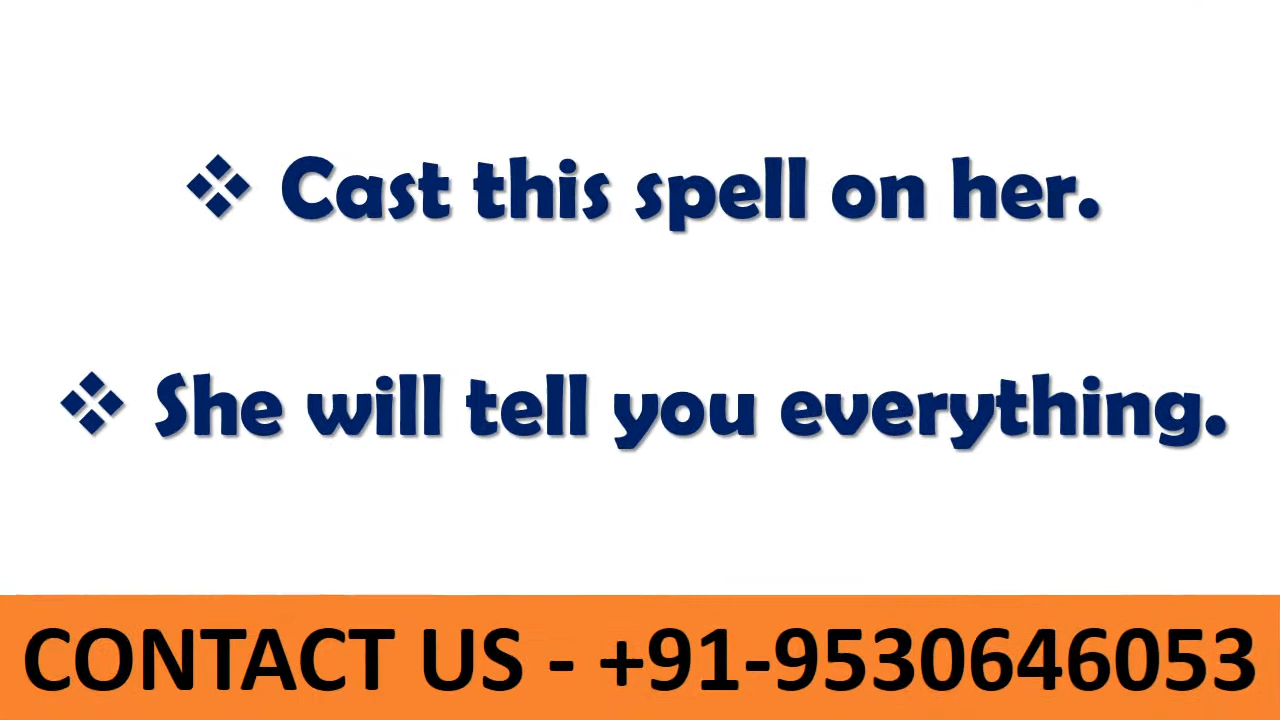 ❖ Cast this spell on her.
❖ She will tell you everything.
CONTACT US - +91-9530646053